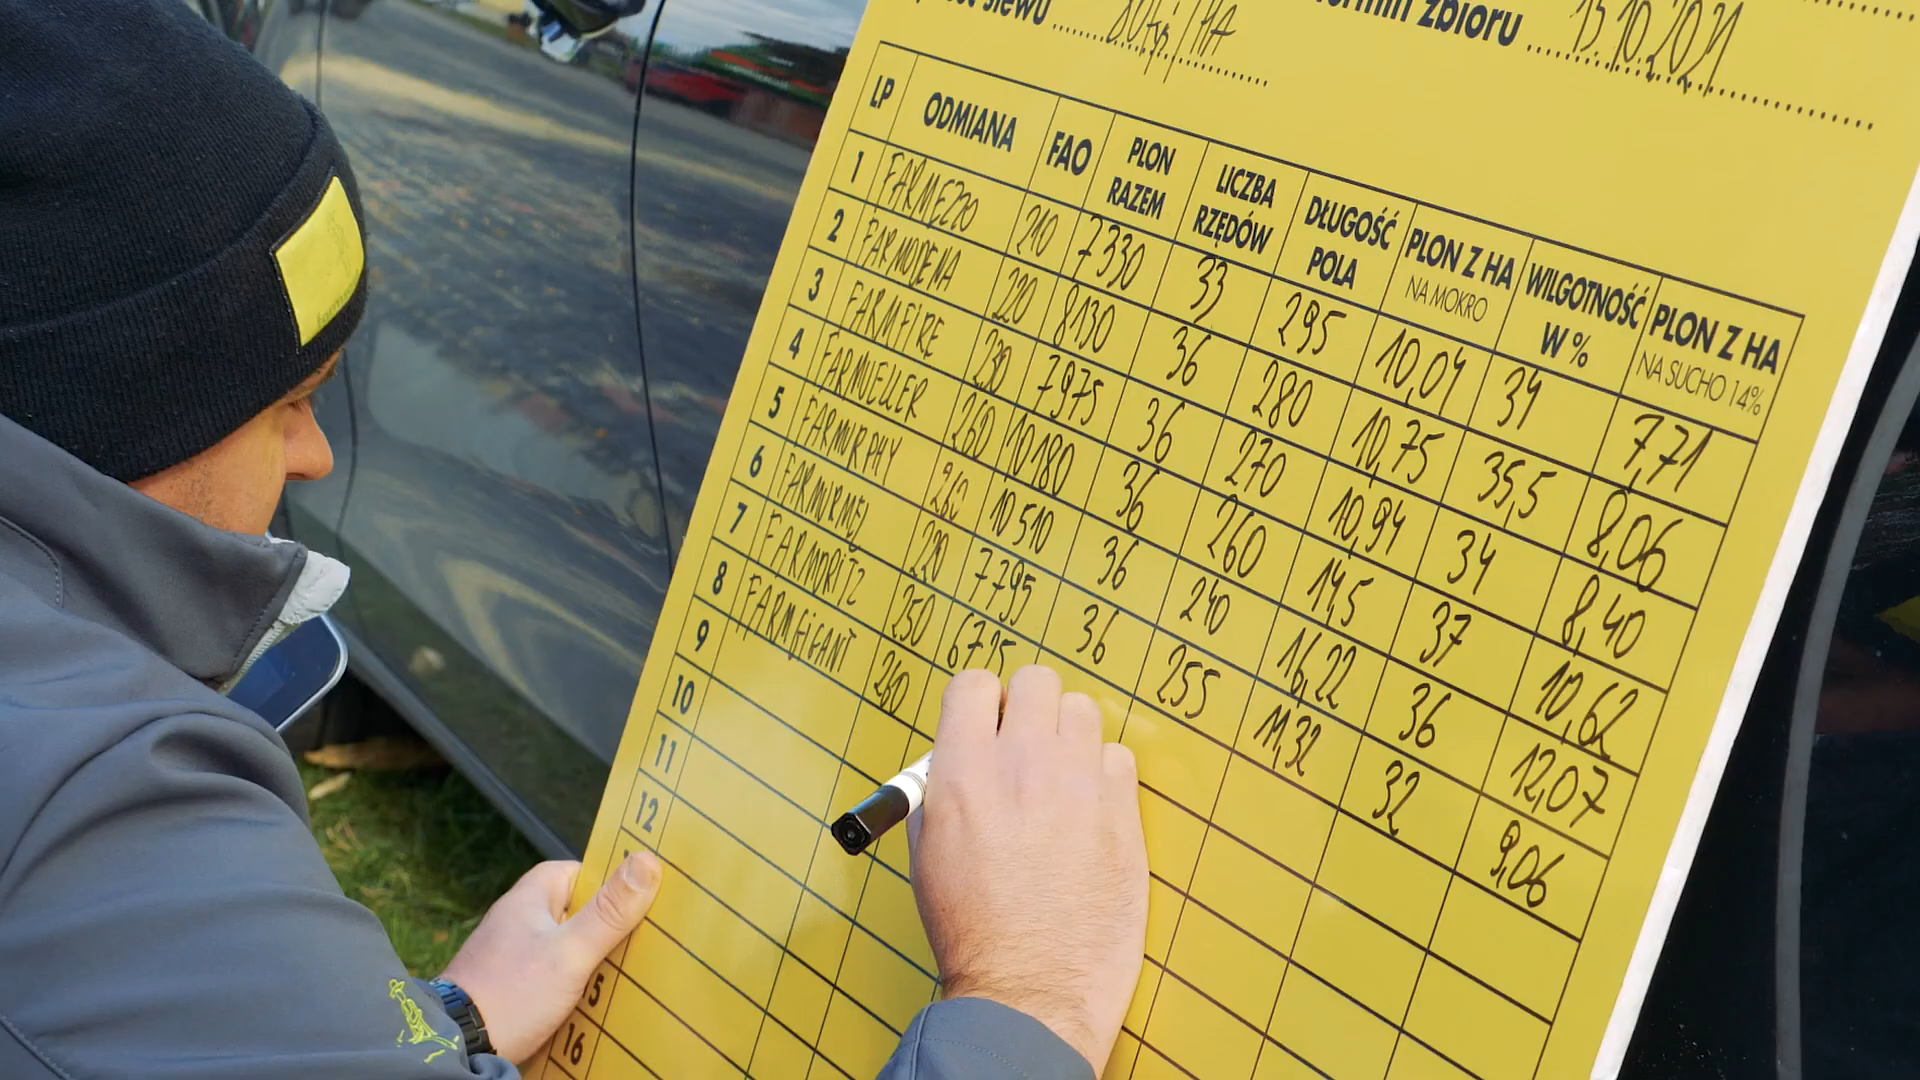 siewu 80 tyś/HA zbioru 13.10.2021
LP ODMIANA FAO PLON RAZEM LICZBA RZĘDÓW DŁUGOŚĆ POLA PLON Z HA NA MOKRO WILGOTNOŚĆ W % PLON Z HA NA SUCHO 14%
1 FARMEZZO 210 7330 33 295 10,04 34 7,71
2 FARMODENA 220 8130 36 280 10,75 35,5 8,06
3 FARMFIRE 230 7975 36 270 10,94 34 8,40
4 FARMUELLER 260 10180 36 260 14,5 37 10,62
5 FARMURPHY 260 10510 36 240 16,22 36 12,07
6 FARMURMEL 220 7795 36 255 11,32 32 9,06
7 FARMORITZ 250 6725
8 FARMGIGANT 260
9
10
11
12
15
16